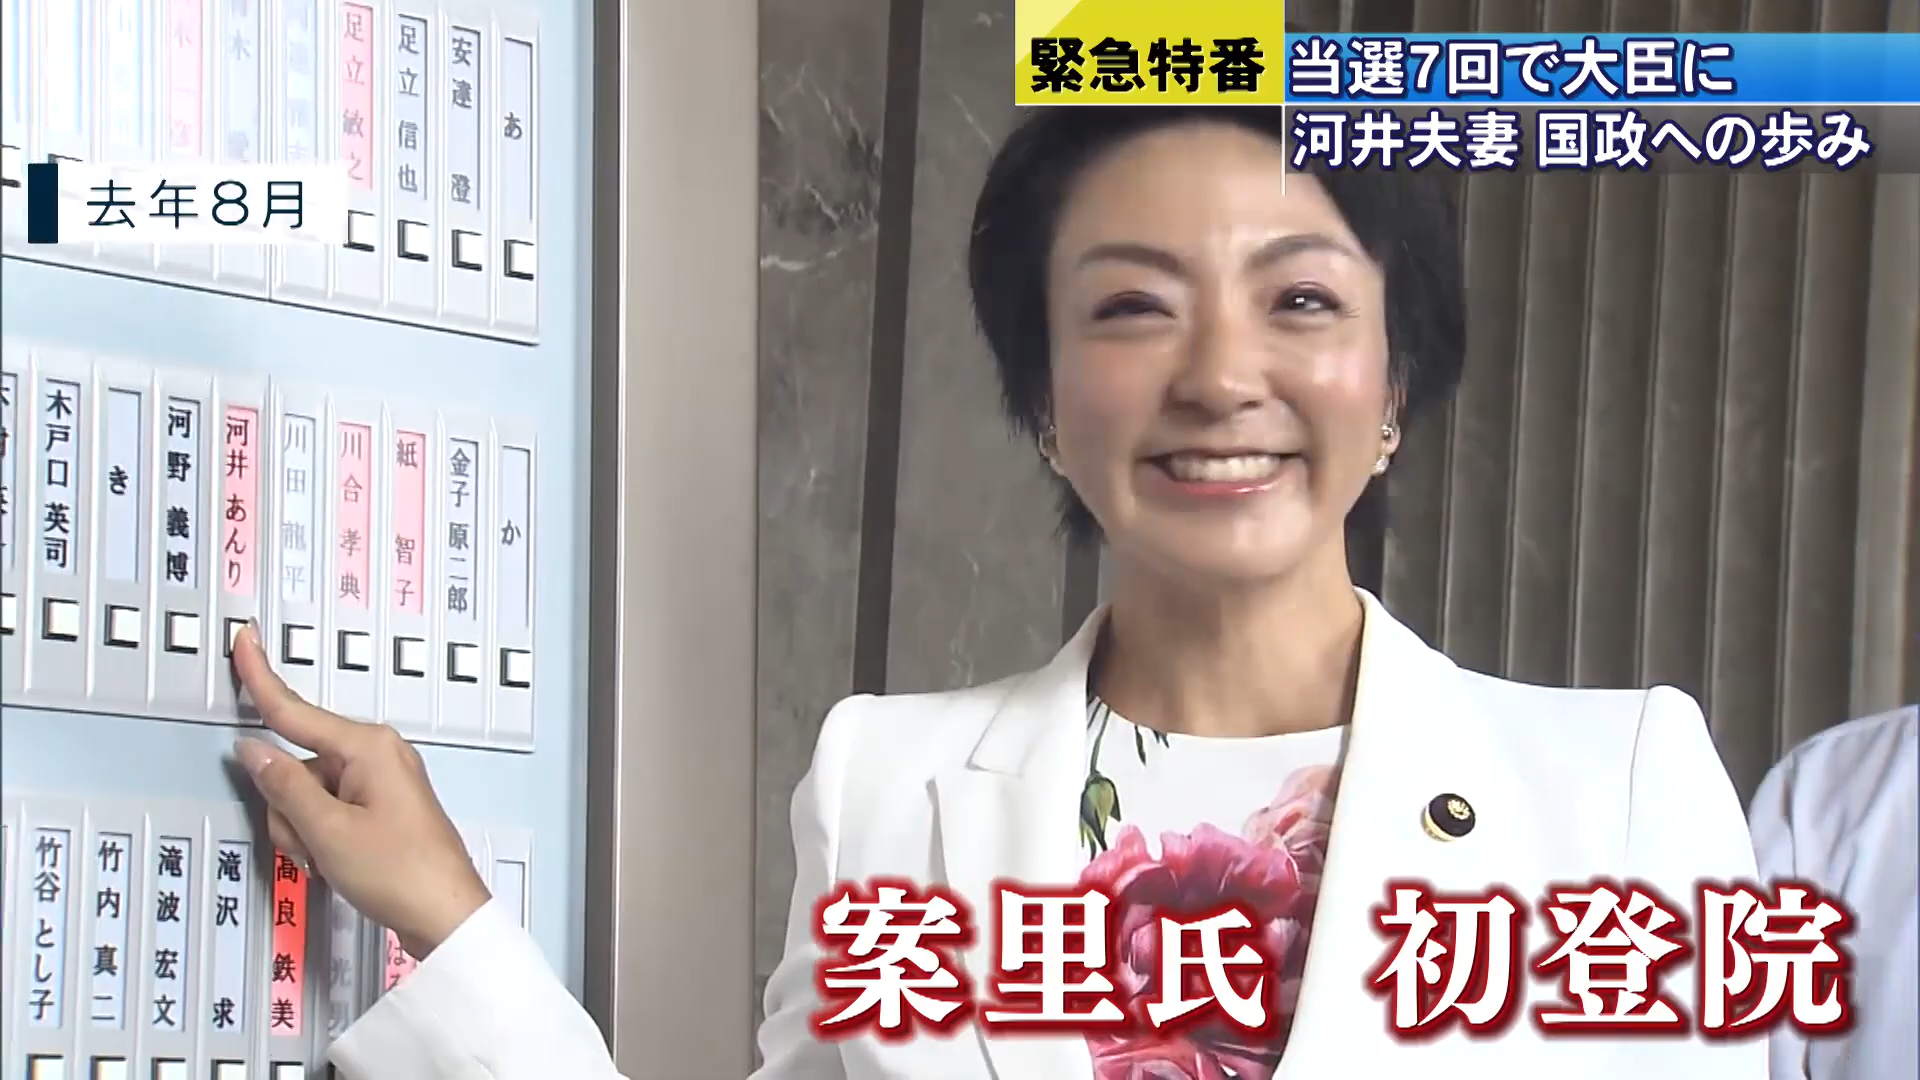 緊急特番
当選7回で大臣に
河井夫妻 国政への歩み
去年8月
足立 敏之
足立 信也
安達 澄
あ
木戸口 英司
き
河野 義博
河井 あんり
川田 龍平
川合 孝典
紙 智子
金子 原二郎
か
竹谷 とし子
竹内 真二
滝波 宏文
滝沢 求
高良 鉄美
案里氏 初登院